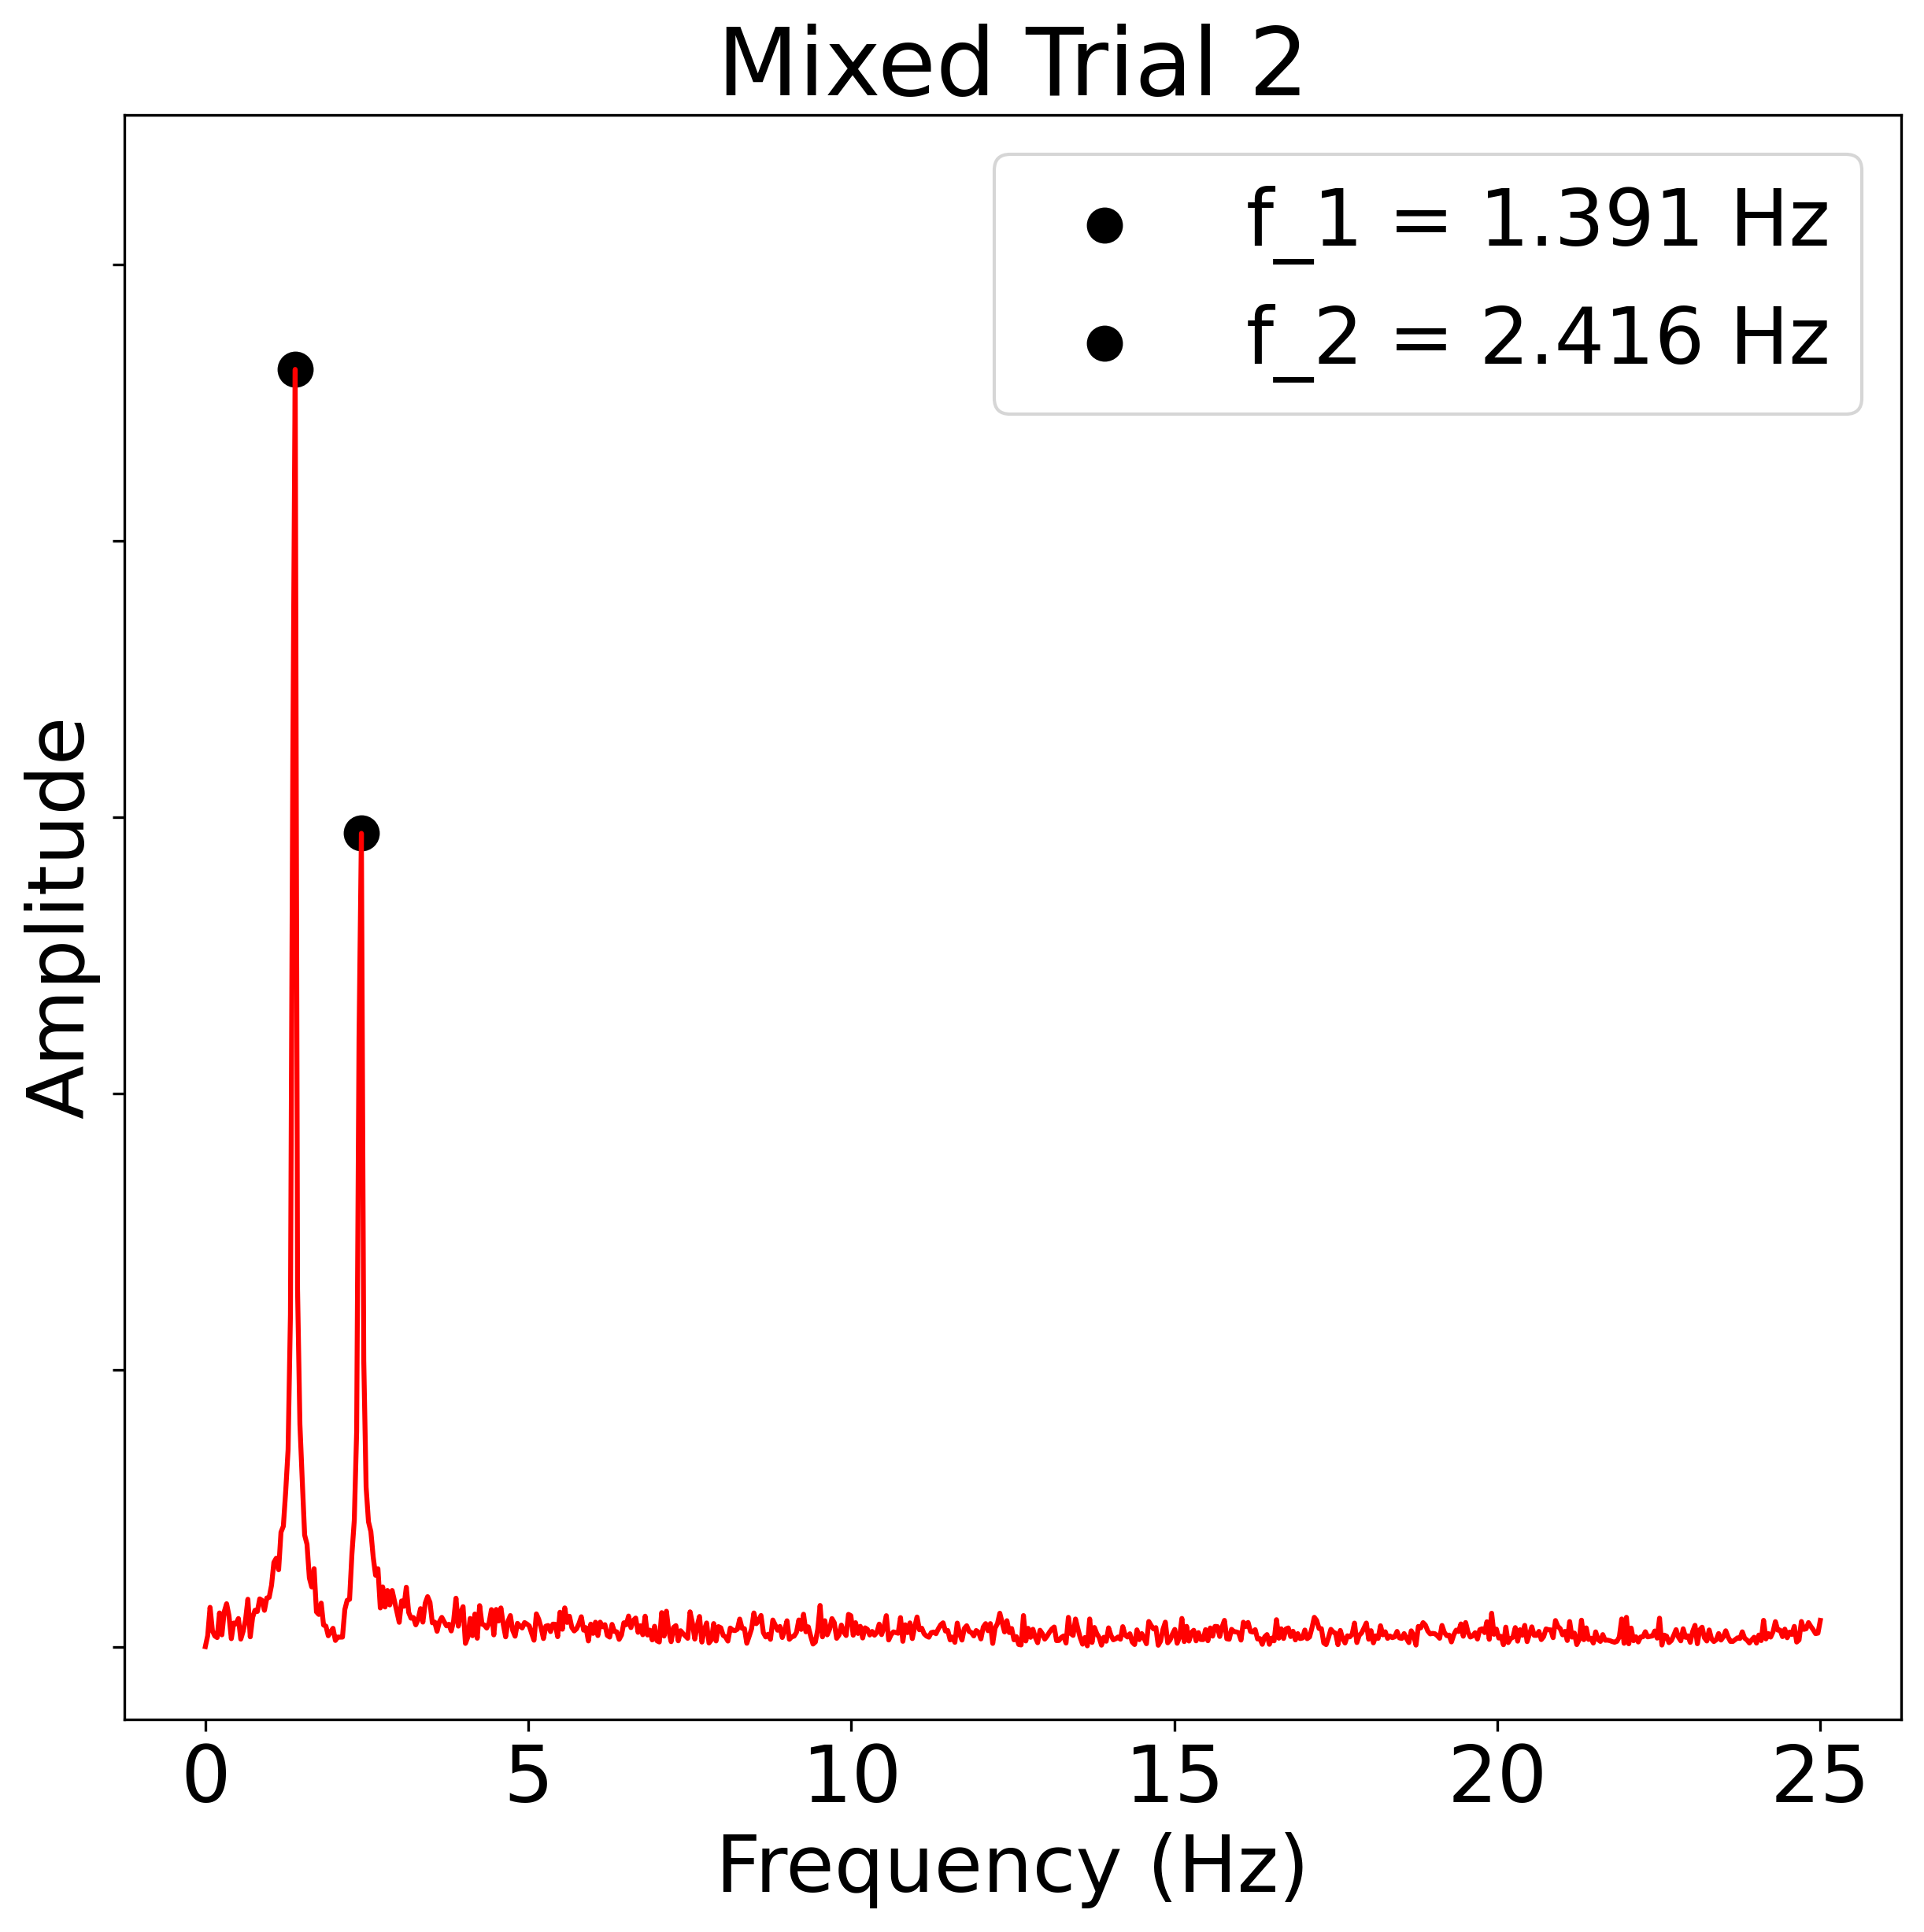 Mixed Trial 2
f_1 = 1.391 Hz
f_2 = 2.416 Hz
Amplitude
0 5 10 15 20 25
Frequency (Hz)